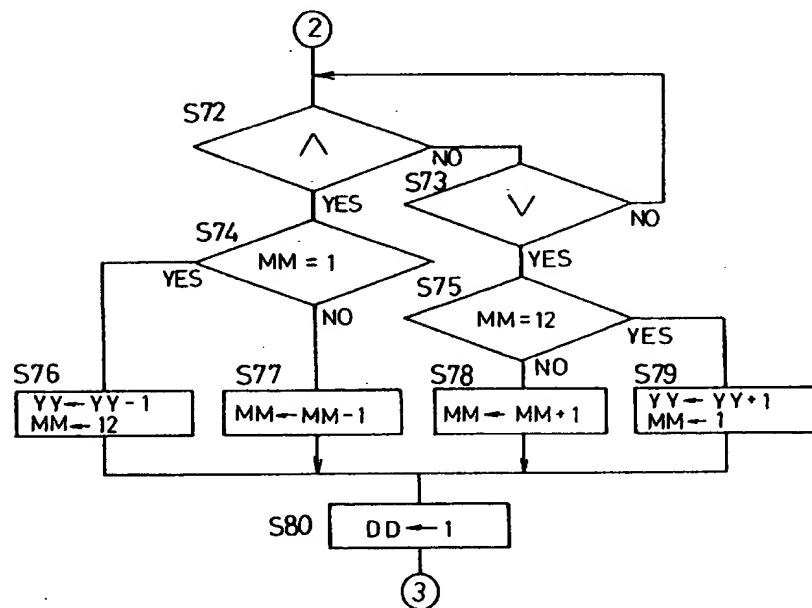 2
S72
∧
NO
YES
S73
∨
NO
YES
S74
MM = 1
YES
NO
S75
MM = 12
YES
NO
S76
YY ← YY - 1
MM ← 12
S77
MM ← MM - 1
S78
MM ← MM + 1
S79
YY ← YY + 1
MM ← 1
S80
DD ← 1
3